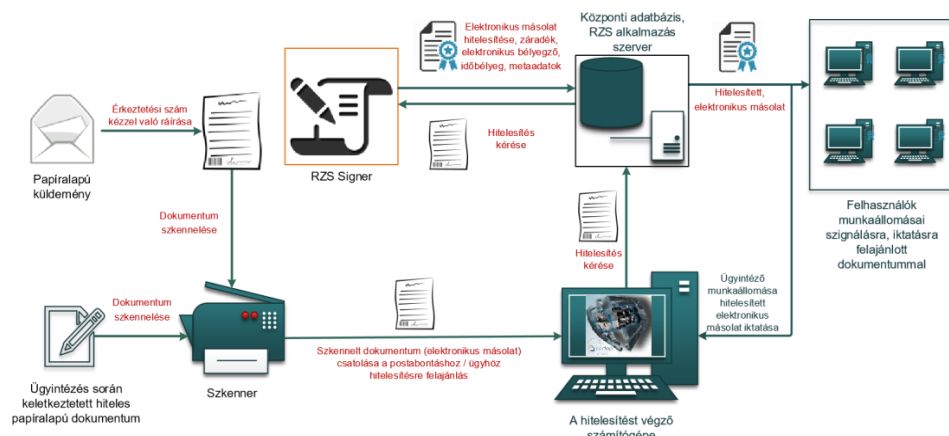 Elektronikus másolat
hitelesítése, záradék,
elektronikus bélyegző,
időbélyeg, metaadatok
Központi adatbázis,
RZS alkalmazás
szerver
Érkeztetési szám
kézzel való ráírása
Hitelesített,
elektronikus másolat
Hitelesítés
kérése
Papíralapú
küldemény
RZS Signer
Felhasználók
munkaállomásai
szignálásra, iktatásra
felajánlott
dokumentummal
Dokumentum
szkennelése
Hitelesítés
kérése
Ügyintéző
munkaállomása
hitelesített
elektronikus
másolat iktatása
Dokumentum
szkennelése
Szkennelt dokumentum (elektronikus másolat)
csatolása a postabontáshoz / ügyhöz
hitelesítésre felajánlás
Ügyintézés során
keletkeztetett hiteles
papíralapú dokumentum
Szkenner
A hitelesítést végző
számítógépe